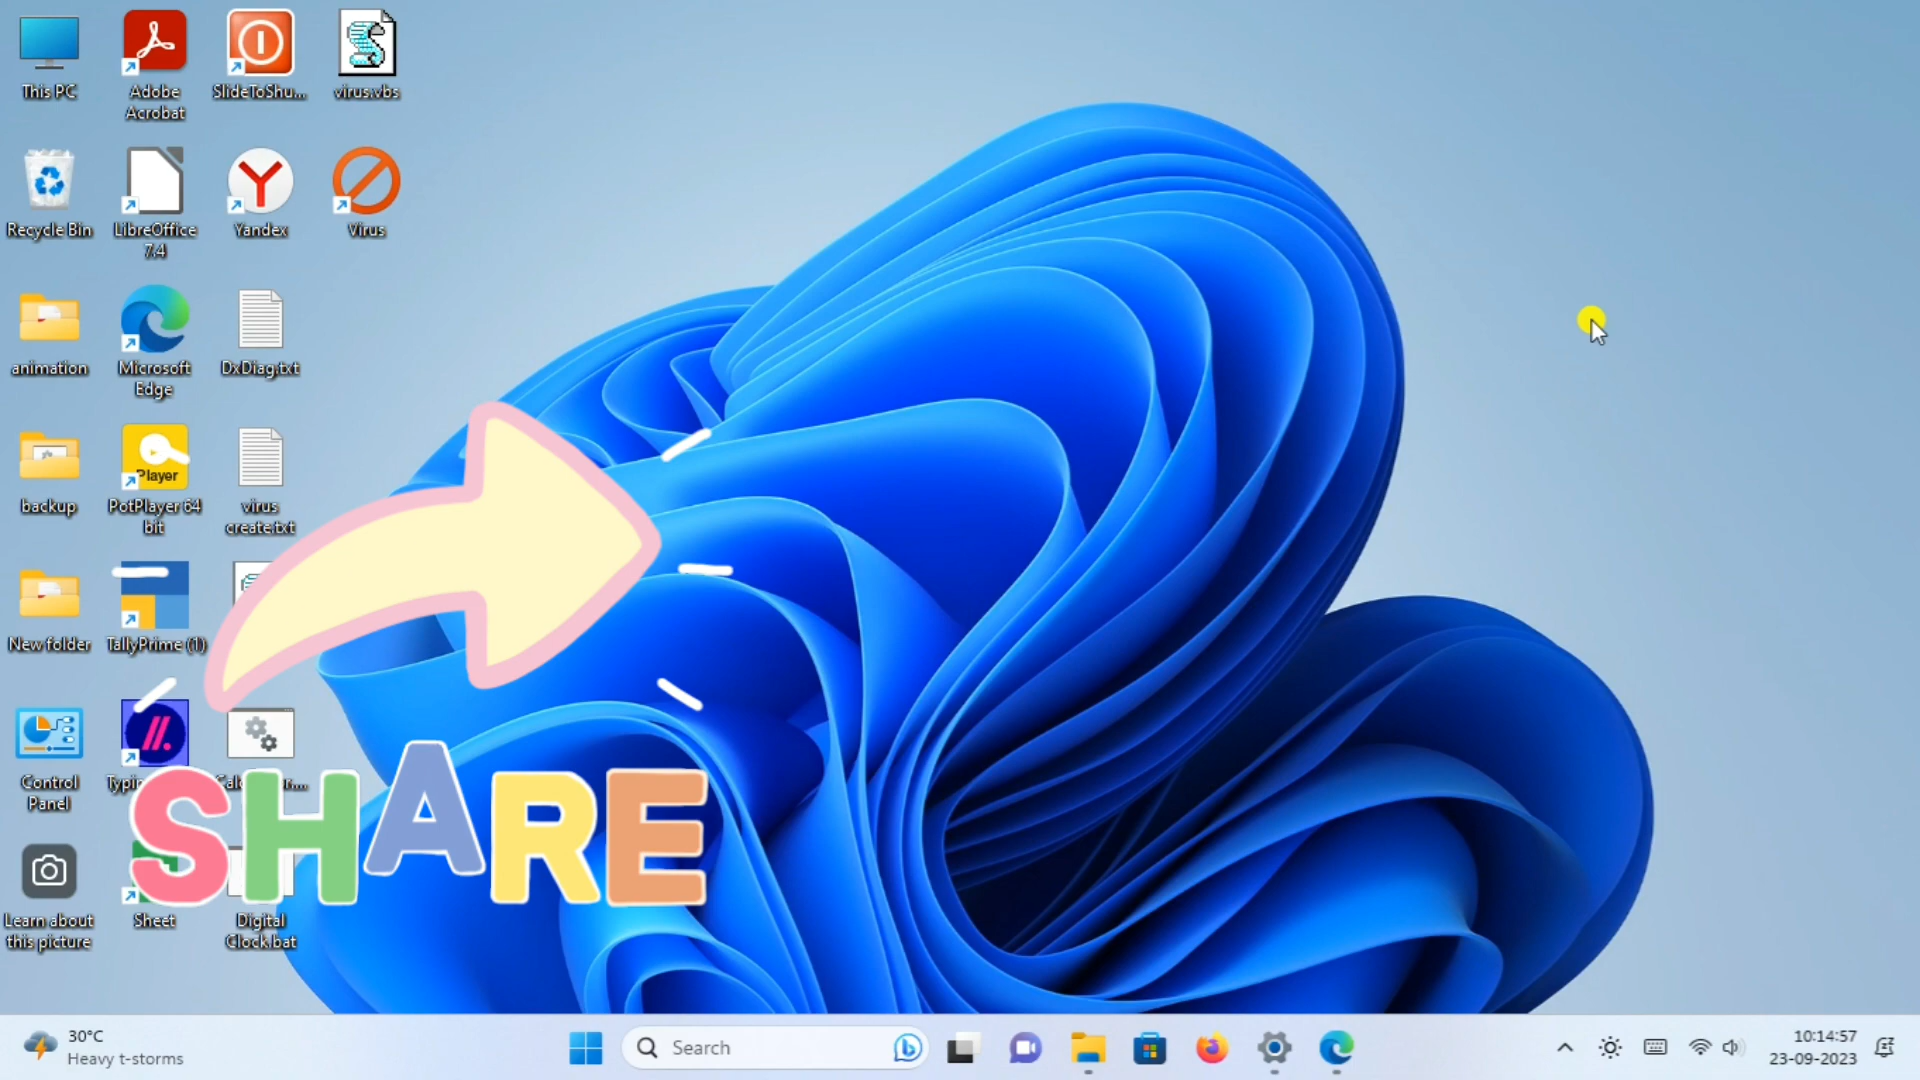 This PC
Adobe
Acrobat
SlideToShu...
virus.vbs
Recycle Bin
LibreOffice
7.4
Yandex
Virus
animation
Microsoft
Edge
DxDiag.txt
backup
Player
PotPlayer 64
bit
virus
create.txt
New folder
TallyPrime (1)
Control
Panel
SHARE
Learn about
this picture
Sheet
Digital
Clock.bat
30°C
Heavy t-storms
Search
10:14:57
23-09-2023